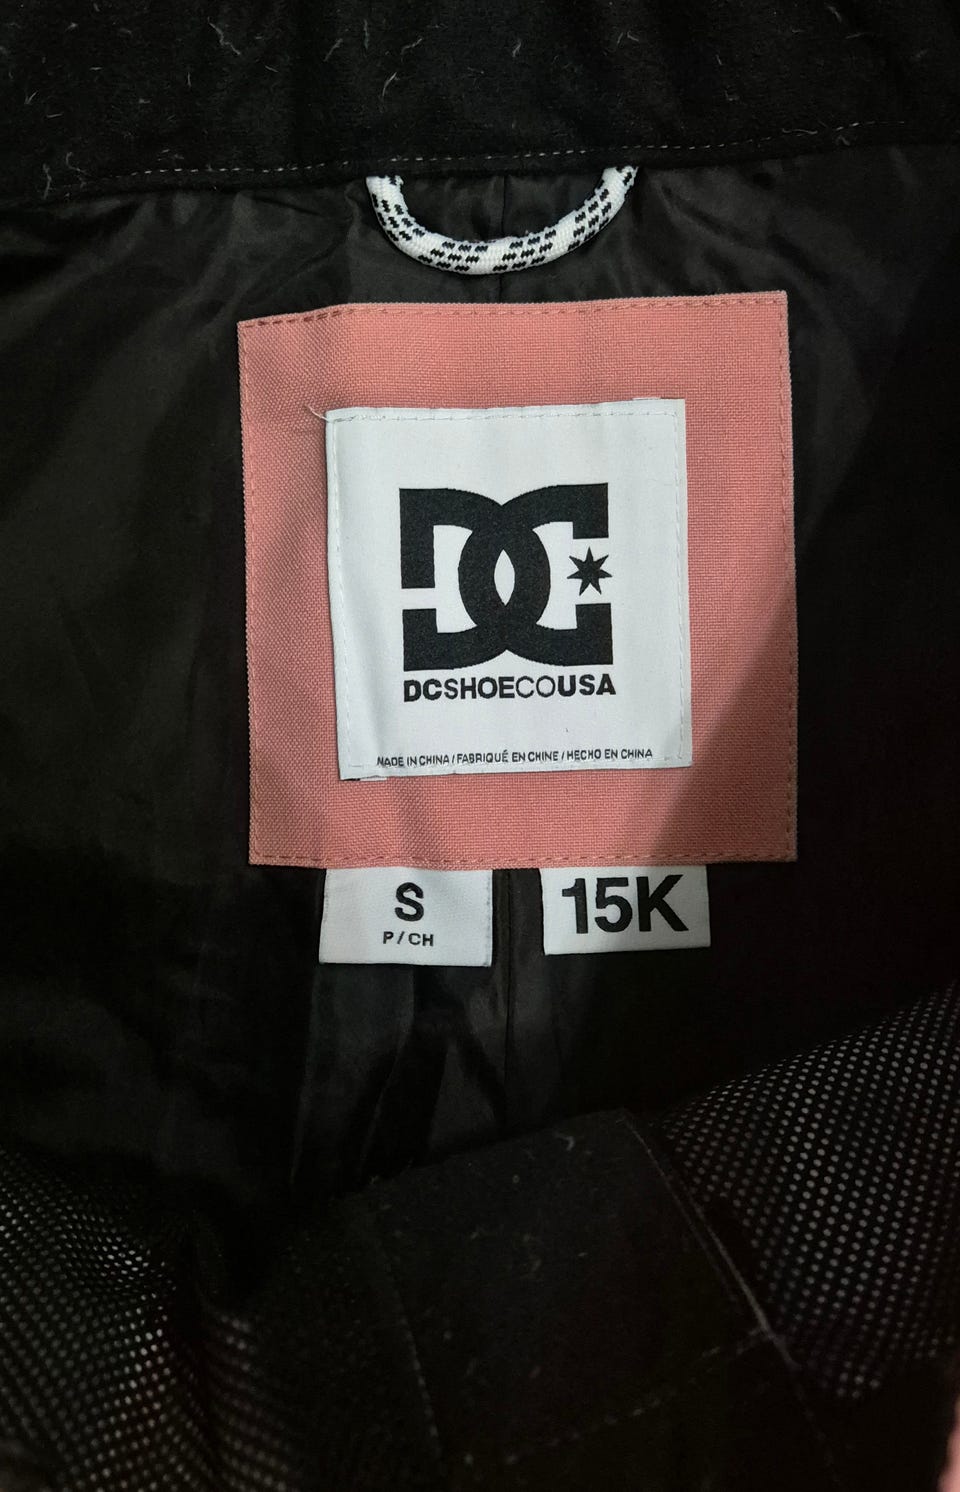 DC
DCSHOECOUSA
MADE IN CHINA / FABRIQUÉ EN CHINE / HECHO EN CHINA
S
P / CH
15K